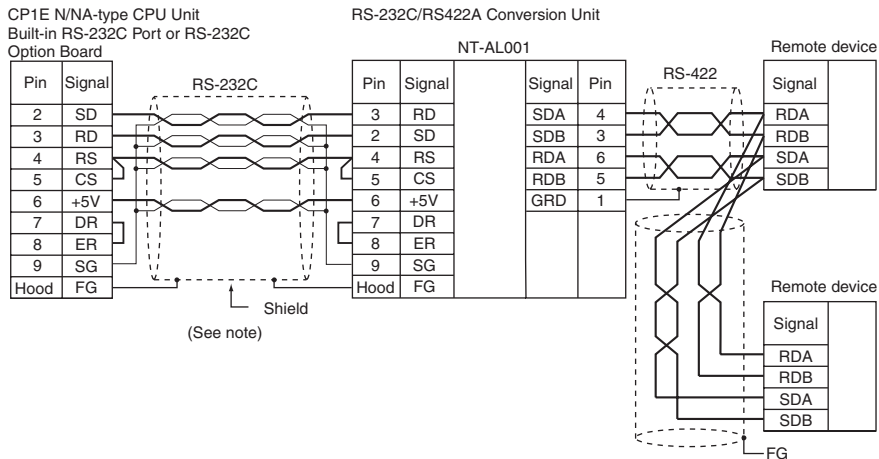 CP1E N/NA-type CPU Unit
Built-in RS-232C Port or RS-232C
Option Board
RS-232C/RS422A Conversion Unit
NT-AL001
Remote device
Pin Signal
RS-232C
Pin Signal
Signal Pin
RS-422
Signal
2 SD
3 RD
SDA 4
RDA
3 RD
2 SD
SDB 3
RDB
4 RS
4 RS
RDA 6
SDA
5 CS
5 CS
RDB 5
SDB
6 +5V
6 +5V
GRD 1
7 DR
7 DR
8 ER
8 ER
9 SG
9 SG
Hood FG
Hood FG
Shield
(See note)
Remote device
Signal
RDA
RDB
SDA
SDB
FG